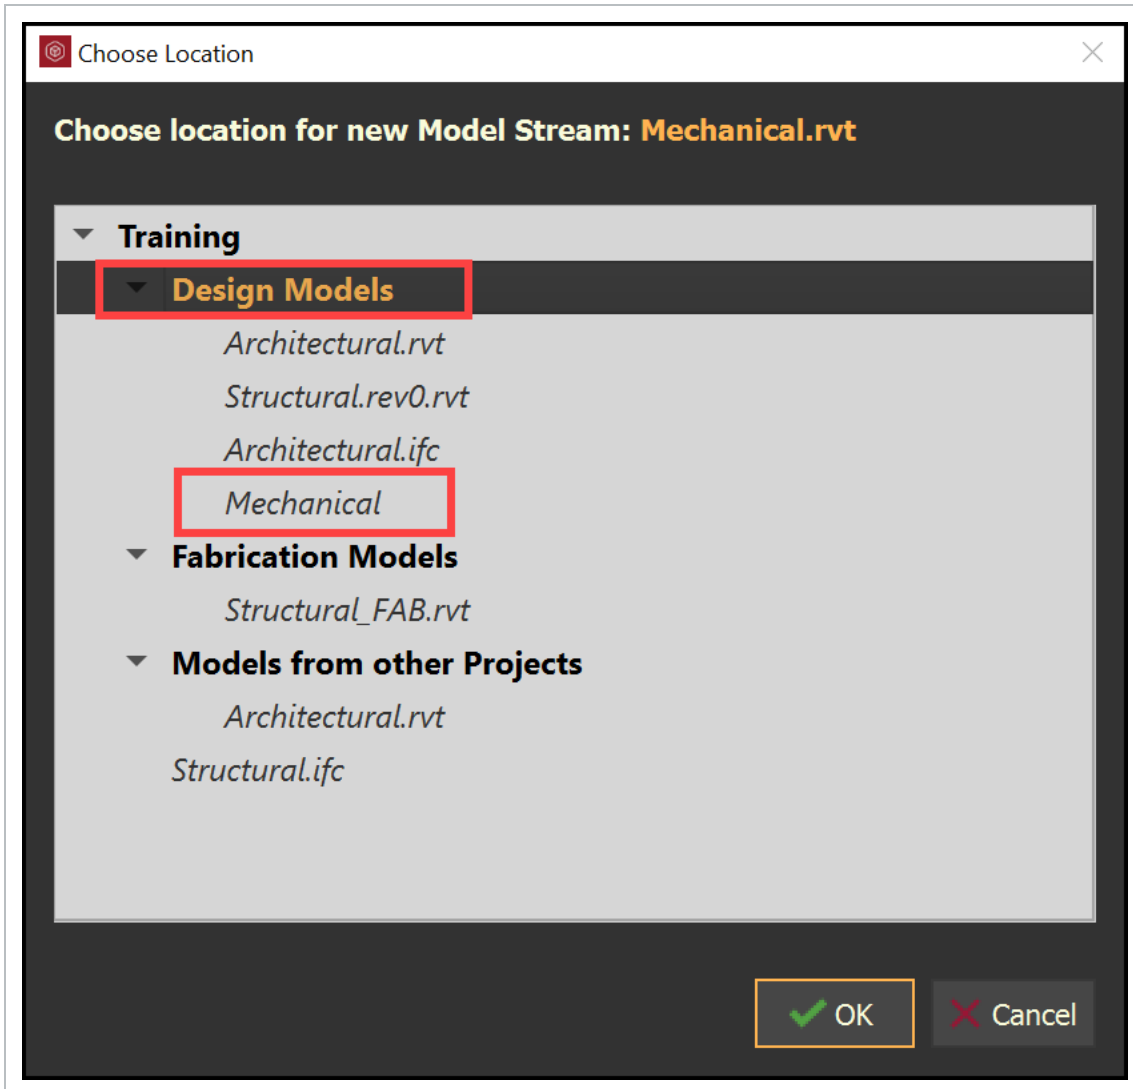 Choose Location
Choose location for new Model Stream: Mechanical.rvt
Training
Design Models
Architectural.rvt
Structural.rev0.rvt
Architectural.ifc
Mechanical
Fabrication Models
Structural_FAB.rvt
Models from other Projects
Architectural.rvt
Structural.ifc
OK Cancel